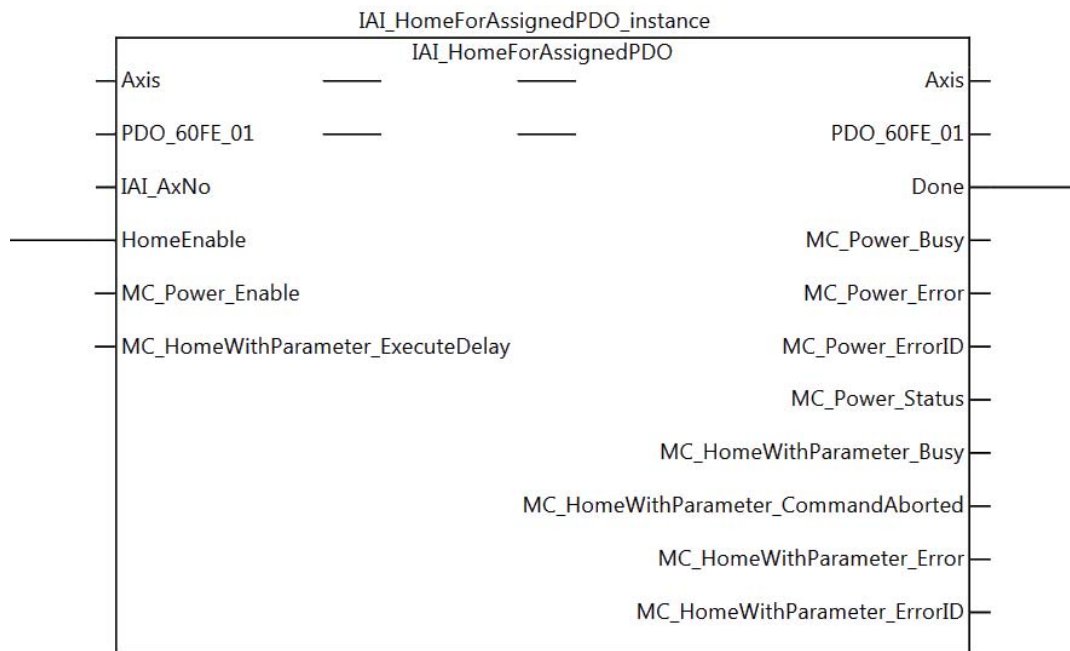 IAI_HomeForAssignedPDO_instance
IAI_HomeForAssignedPDO
Axis Axis
PDO_60FE_01 PDO_60FE_01
IAI_AxNo Done
HomeEnable MC_Power_Busy
MC_Power_Enable MC_Power_Error
MC_HomeWithParameter_ExecuteDelay MC_Power_ErrorID
MC_Power_Status
MC_HomeWithParameter_Busy
MC_HomeWithParameter_CommandAborted
MC_HomeWithParameter_Error
MC_HomeWithParameter_ErrorID